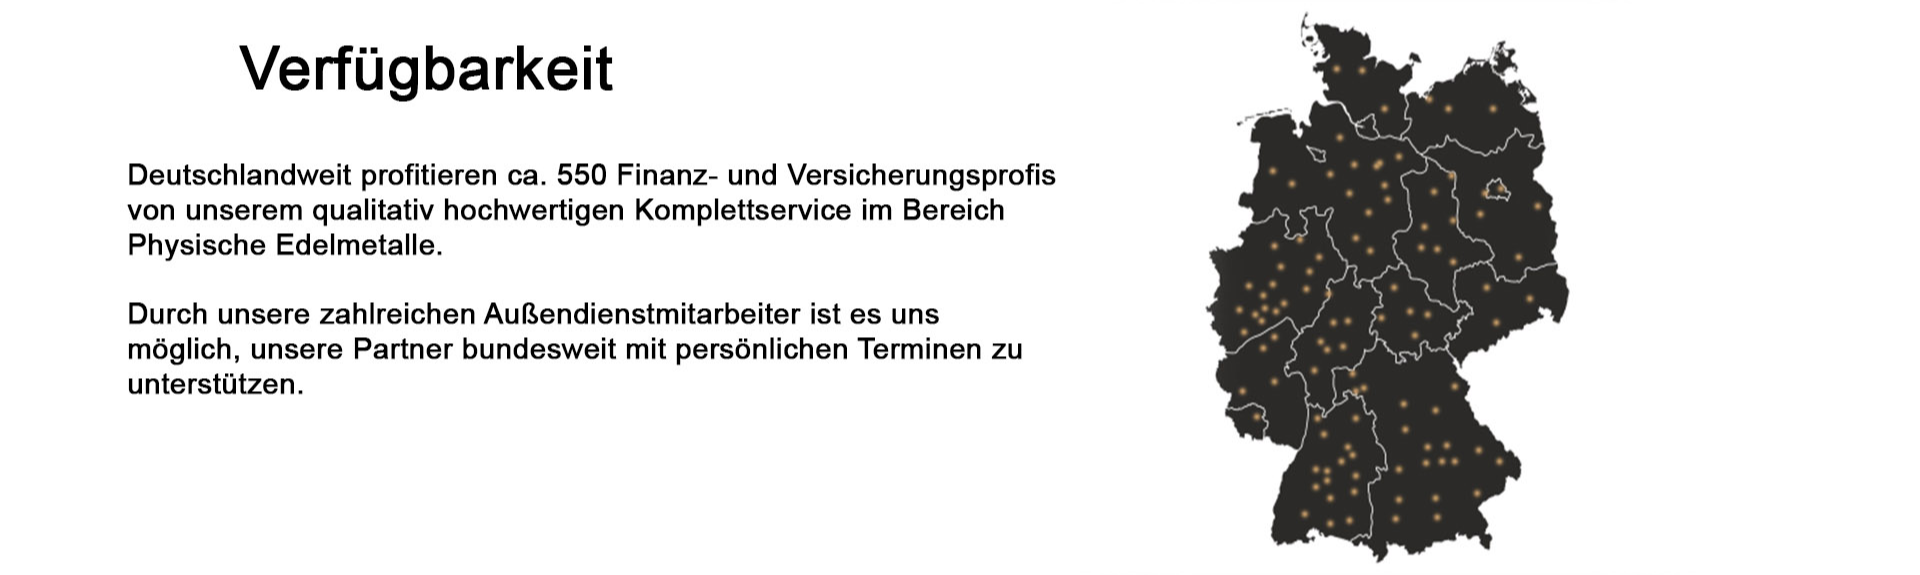 Verfügbarkeit
Deutschlandweit profitieren ca. 550 Finanz- und Versicherungsprofis
von unserem qualitativ hochwertigen Komplettservice im Bereich
Physische Edelmetalle.
Durch unsere zahlreichen Außendienstmitarbeiter ist es uns
möglich, unsere Partner bundesweit mit persönlichen Terminen zu
unterstützen.